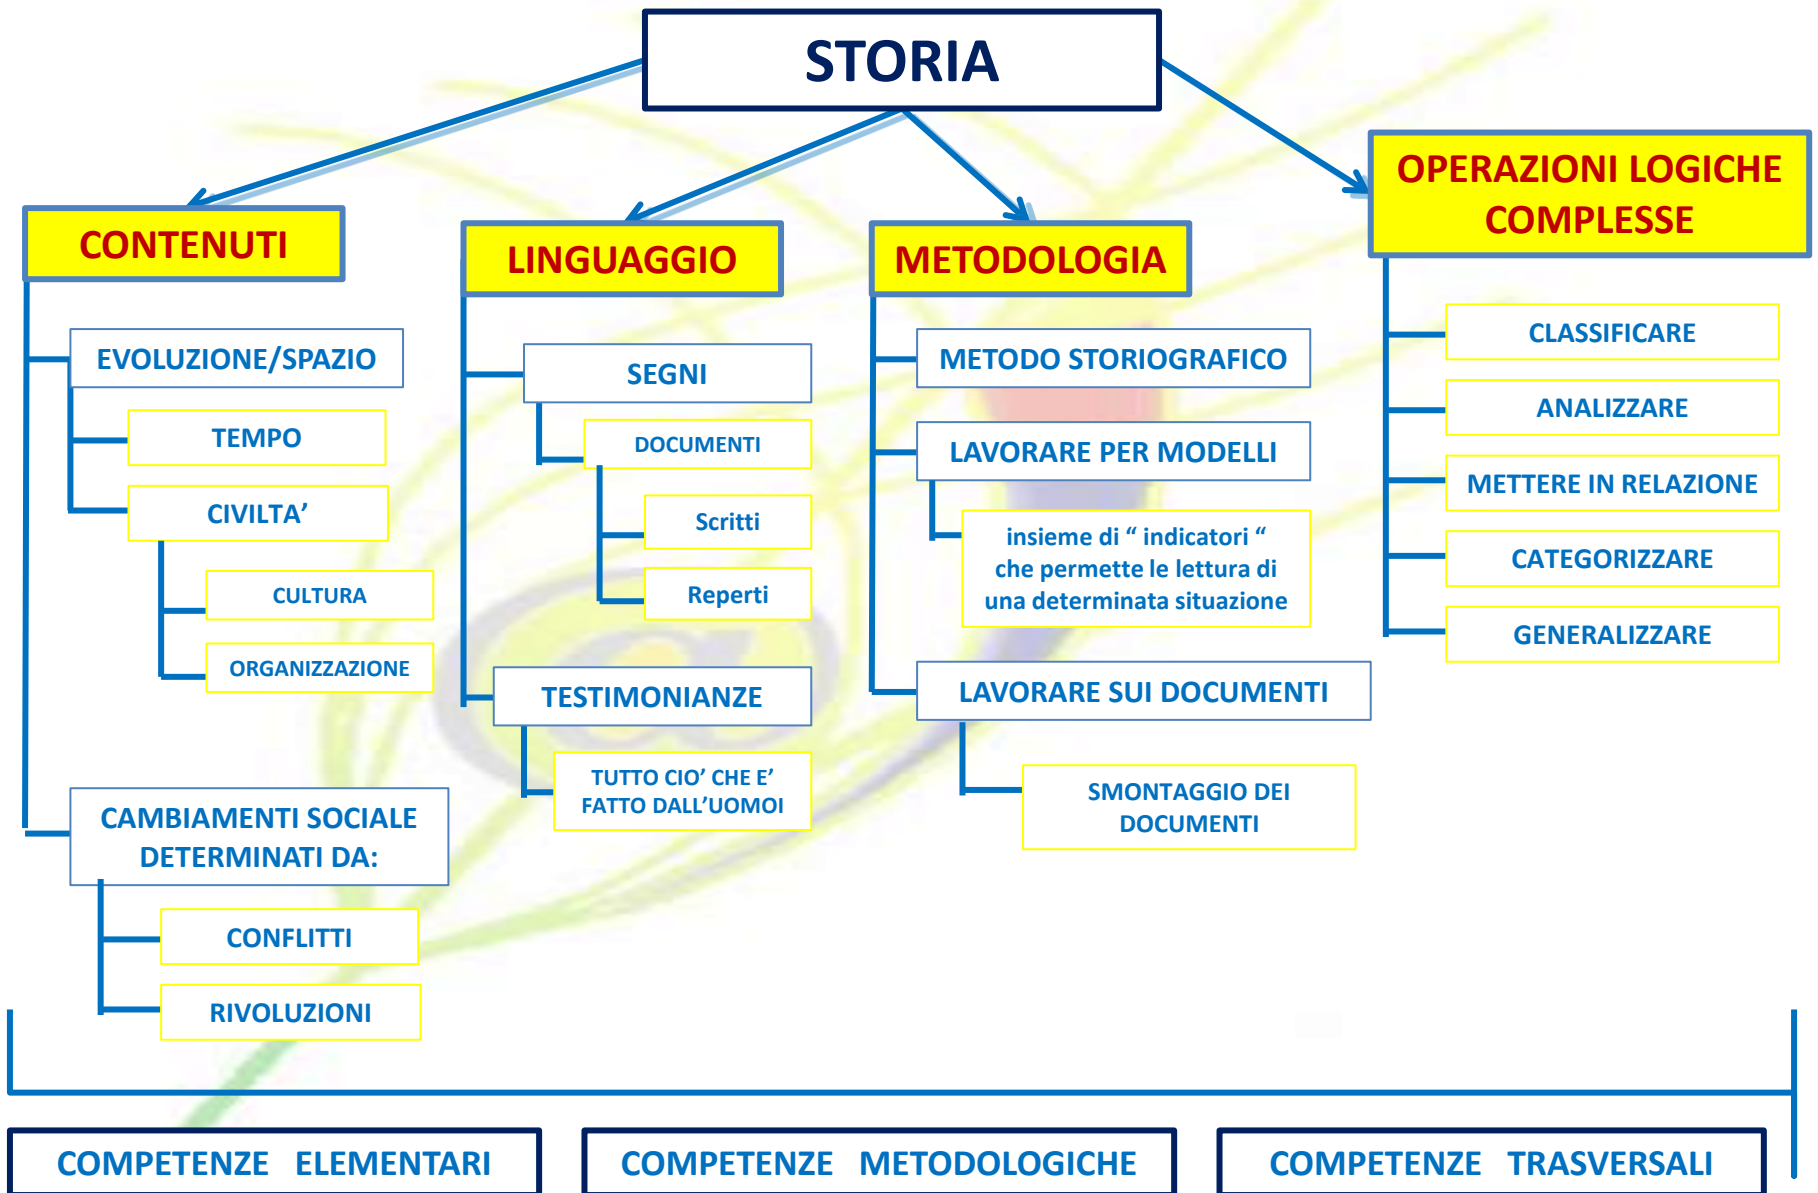 STORIA
CONTENUTI
EVOLUZIONE/SPAZIO
TEMPO
CIVILTA’
CULTURA
ORGANIZZAZIONE
CAMBIAMENTI SOCIALE
DETERMINATI DA:
CONFLITTI
RIVOLUZIONI
LINGUAGGIO
SEGNI
DOCUMENTI
Scritti
Reperti
TESTIMONIANZE
TUTTO CIO’ CHE E’
FATTO DALL’UOMOI
METODOLOGIA
METODO STORIOGRAFICO
LAVORARE PER MODELLI
insieme di “ indicatori “
che permette le lettura di
una determinata situazione
LAVORARE SUI DOCUMENTI
SMONTAGGIO DEI
DOCUMENTI
OPERAZIONI LOGICHE
COMPLESSE
CLASSIFICARE
ANALIZZARE
METTERE IN RELAZIONE
CATEGORIZZARE
GENERALIZZARE
COMPETENZE ELEMENTARI
COMPETENZE METODOLOGICHE
COMPETENZE TRASVERSALI